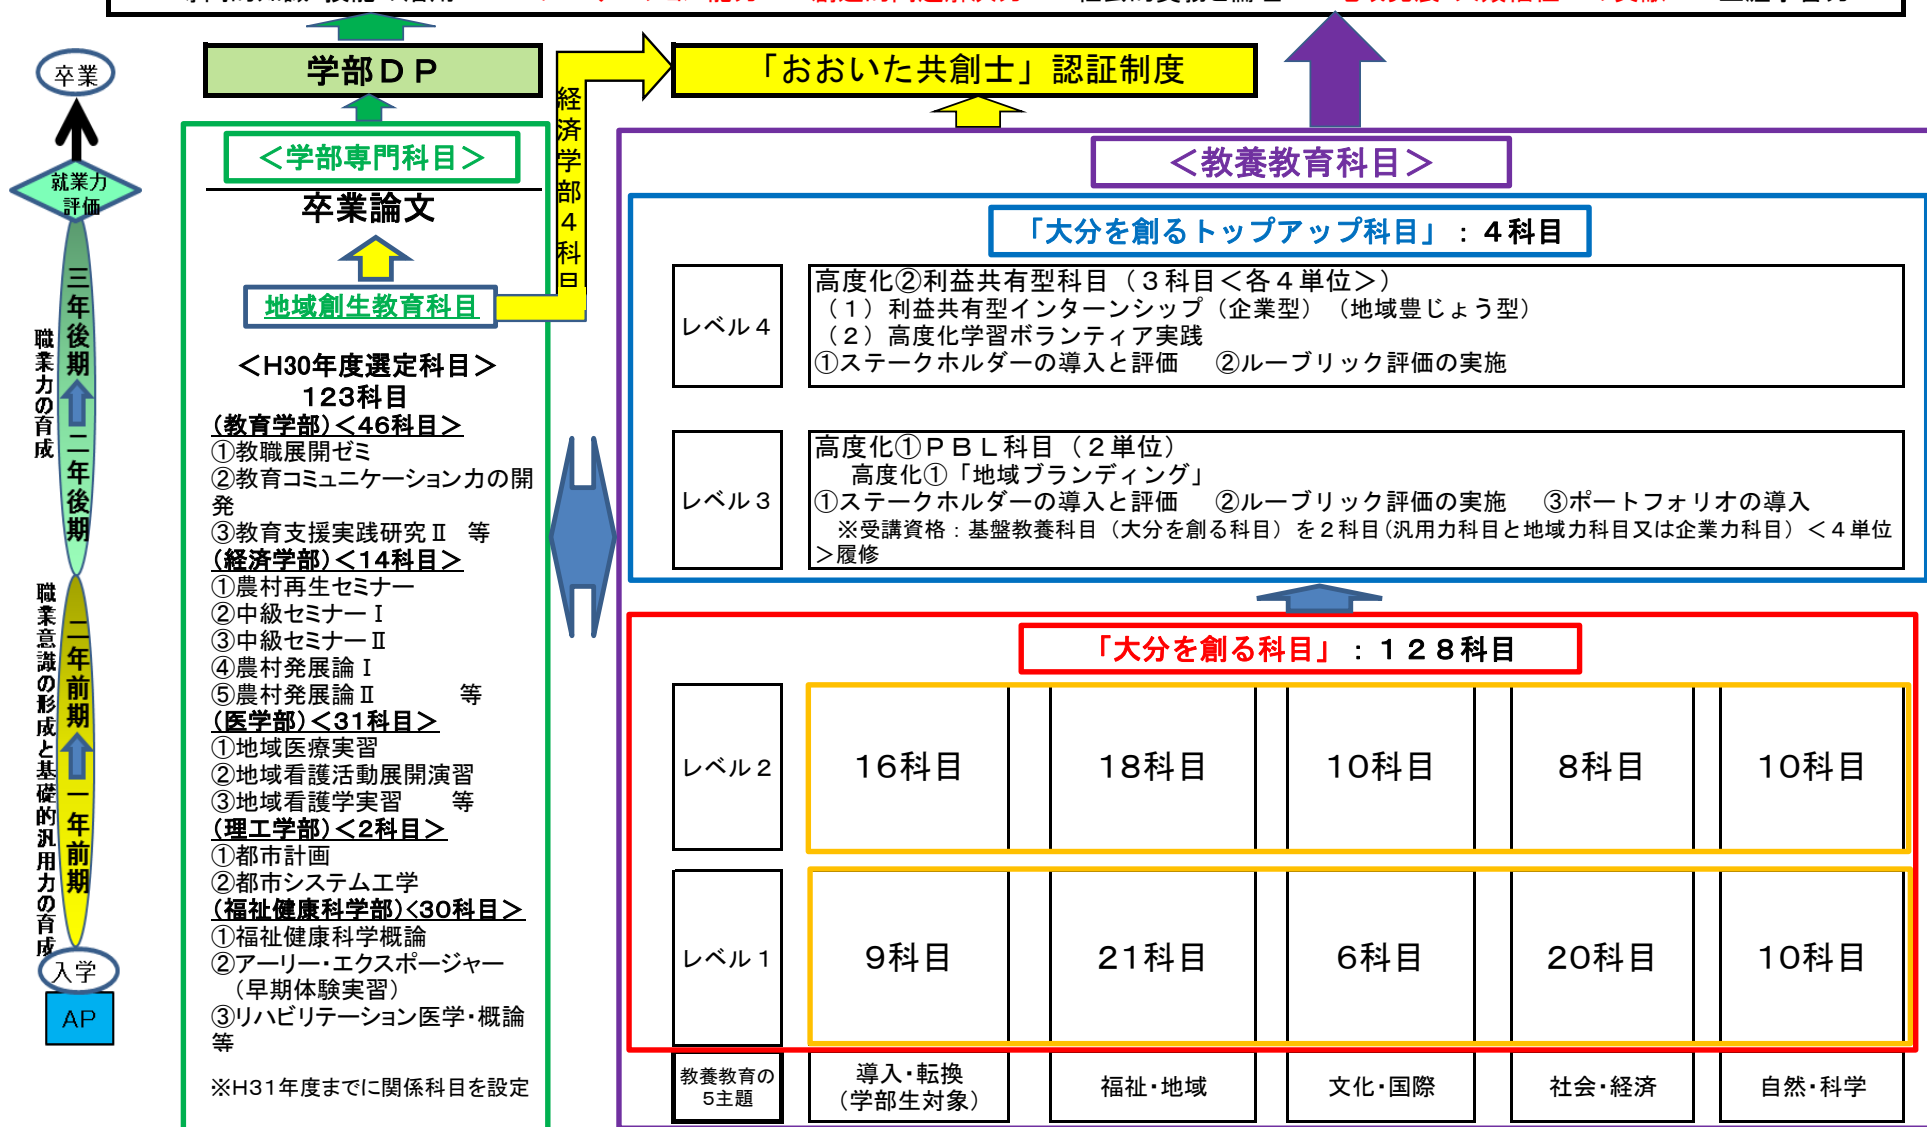 卒業
就業力
評価
三年後期
二年後期
二年前期
一年前期
職業力の育成
職業意識の形成と基礎的汎用力の育成
入学
AP
学部DP
「おおいた共創士」認証制度
経済学部4科目
<学部専門科目>
卒業論文
地域創生教育科目
<H30年度選定科目>
123科目
(教育学部)<46科目>
①教職展開ゼミ
②教育コミュニケーション力の開
発
③教育支援実践研究Ⅱ 等
(経済学部)<14科目>
①農村再生セミナー
②中級セミナーⅠ
③中級セミナーⅡ
④農村発展論Ⅰ
⑤農村発展論Ⅱ 等
(医学部)<31科目>
①地域医療実習
②地域看護活動展開演習
③地域看護学実習 等
(理工学部)<2科目>
①都市計画
②都市システム工学
(福祉健康科学部)<30科目>
①福祉健康科学概論
②アーリー・エクスポージャー
(早期体験実習)
③リハビリテーション医学・概論
等
※H31年度までに関係科目を設定
<教養教育科目>
「大分を創るトップアップ科目」:4科目
レベル4
高度化②利益共有型科目(3科目<各4単位>)
(1)利益共有型インターンシップ(企業型)(地域豊じょう型)
(2)高度化学習ボランティア実践
①ステークホルダーの導入と評価 ②ルーブリック評価の実施
レベル3
高度化①PBL科目(2単位)
高度化①「地域ブランディング」
①ステークホルダーの導入と評価 ②ルーブリック評価の実施 ③ポートフォリオの導入
※受講資格:基盤教養科目(大分を創る科目)を2科目(汎用力科目と地域力科目又は企業力科目)<4単位
>履修
「大分を創る科目」:128科目
レベル2 16科目 18科目 10科目 8科目 10科目
レベル1 9科目 21科目 6科目 20科目 10科目
教養教育の
5主題
導入・転換
(学部生対象)
福祉・地域 文化・国際 社会・経済 自然・科学